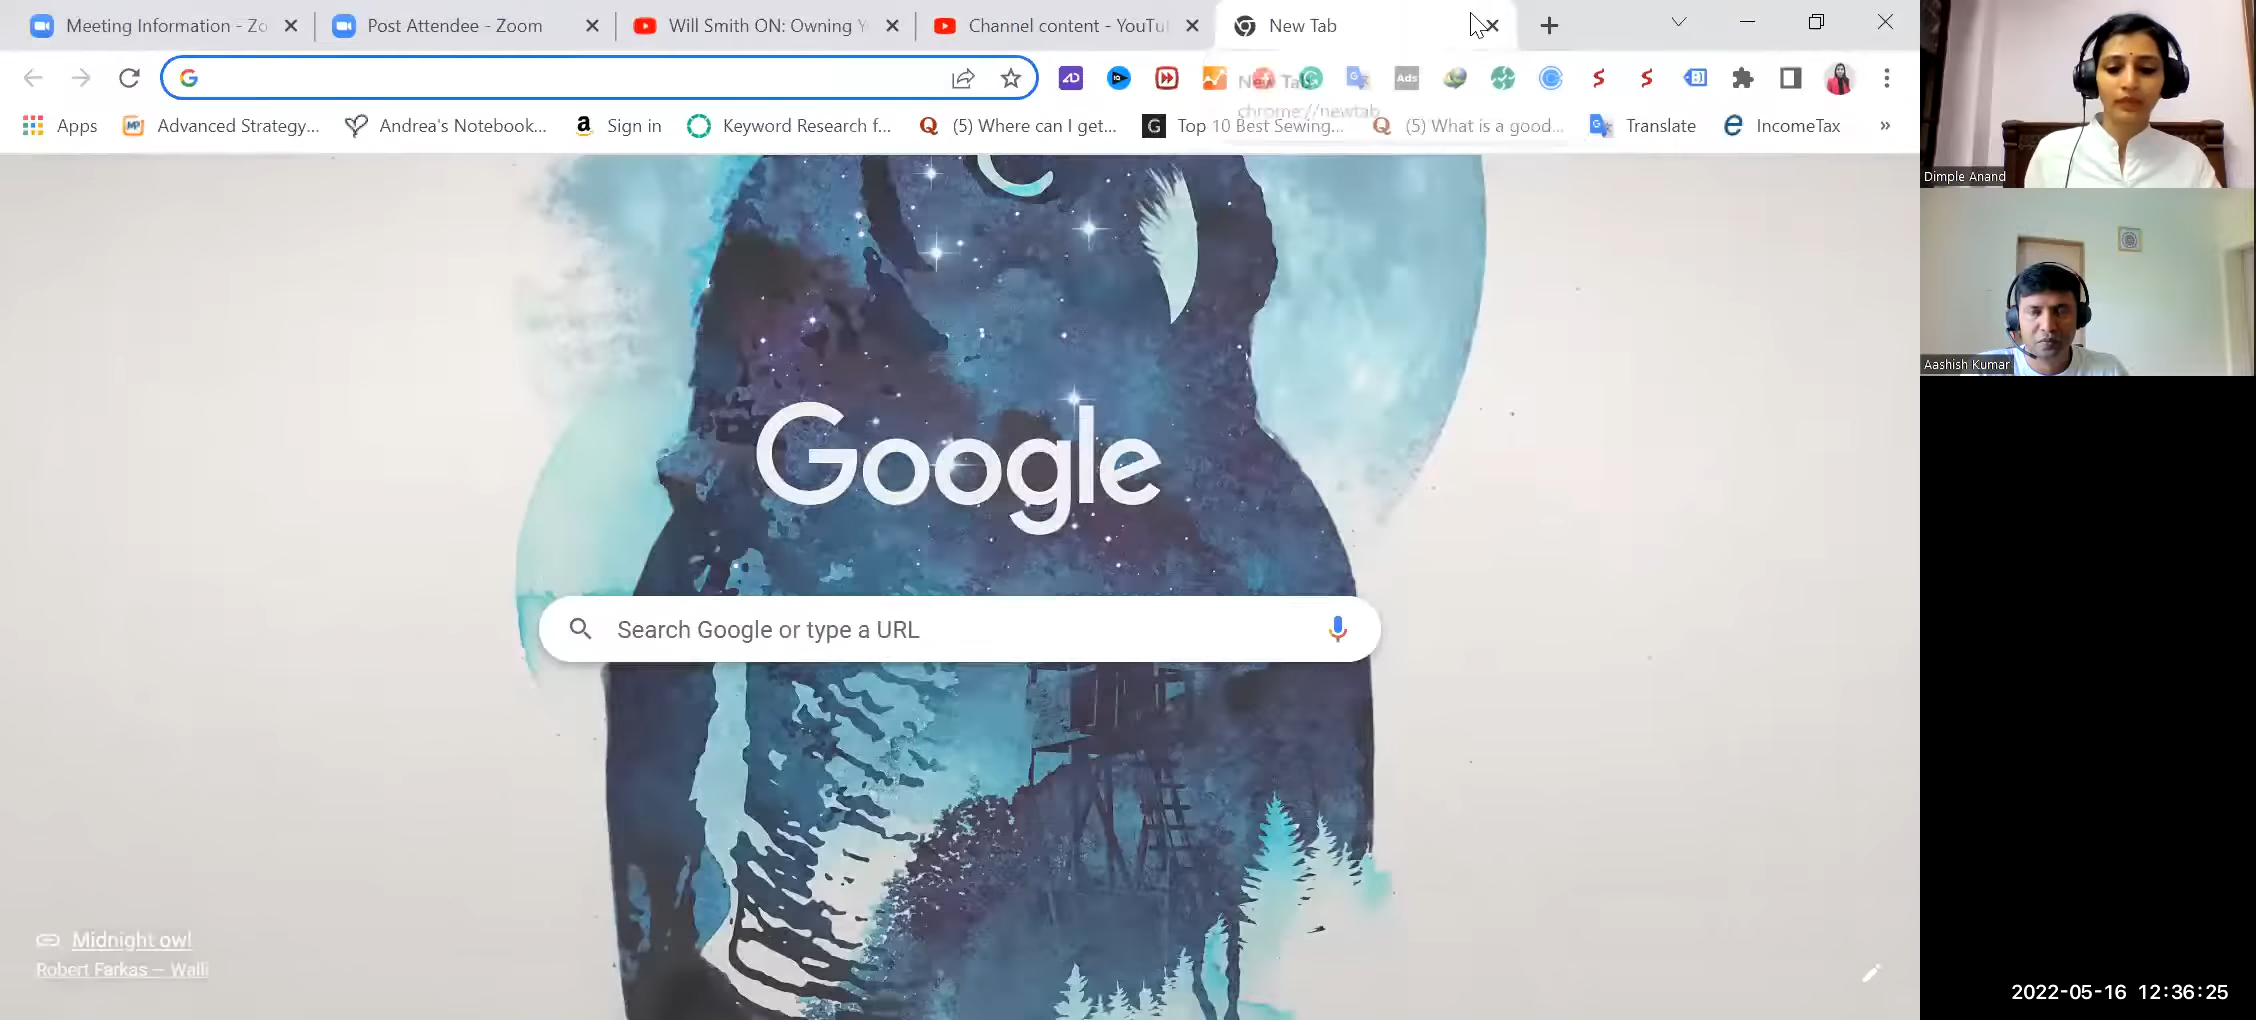 Meeting Information - Zo
Post Attendee - Zoom
Will Smith ON: Owning Y
Channel content - YouTu
New Tab
New Tab
chrome://newtab
Apps
Advanced Strategy...
Andrea's Notebook...
Sign in
Keyword Research f...
(5) Where can I get...
Top 10 Best Sewing...
(5) What is a good...
Translate
IncomeTax
Google
Search Google or type a URL
Midnight owl
Robert Farkas — Walli
Dimple Anand
Aashish Kumar
2022-05-16 12:36:25